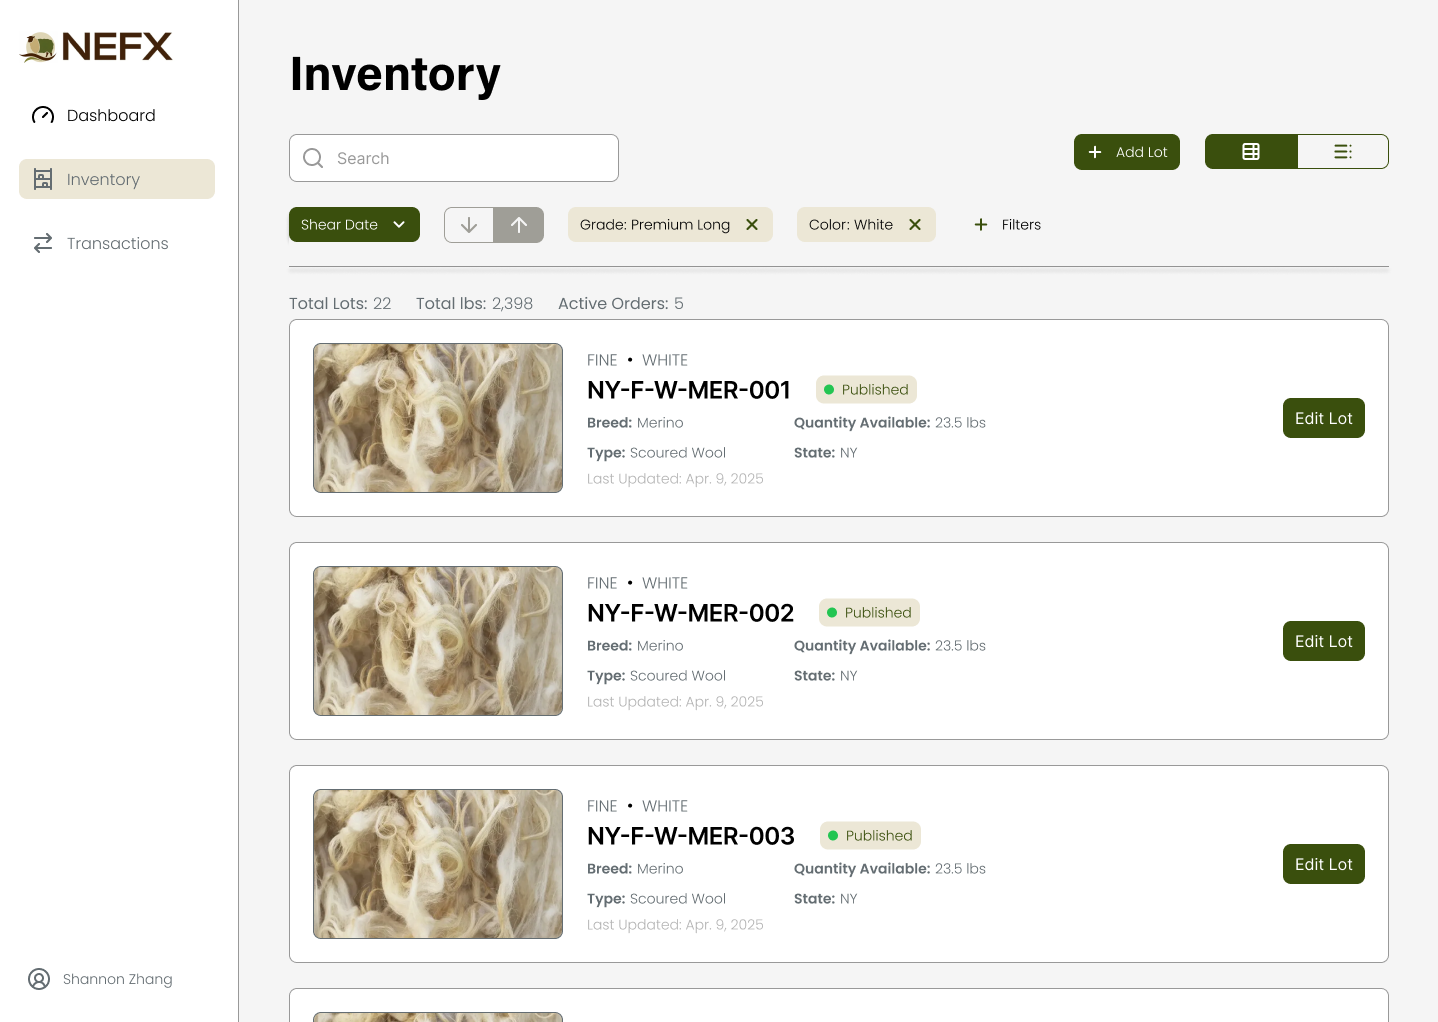 NEFX
Dashboard
Inventory
Transactions
Shannon Zhang
Inventory
Search
Add Lot
Shear Date
Grade: Premium Long
Color: White
Filters
Total Lots: 22 Total lbs: 2,398 Active Orders: 5
FINE • WHITE
NY-F-W-MER-001 Published
Breed: Merino Quantity Available: 23.5 lbs
Type: Scoured Wool State: NY
Last Updated: Apr. 9, 2025
Edit Lot
FINE • WHITE
NY-F-W-MER-002 Published
Breed: Merino Quantity Available: 23.5 lbs
Type: Scoured Wool State: NY
Last Updated: Apr. 9, 2025
Edit Lot
FINE • WHITE
NY-F-W-MER-003 Published
Breed: Merino Quantity Available: 23.5 lbs
Type: Scoured Wool State: NY
Last Updated: Apr. 9, 2025
Edit Lot